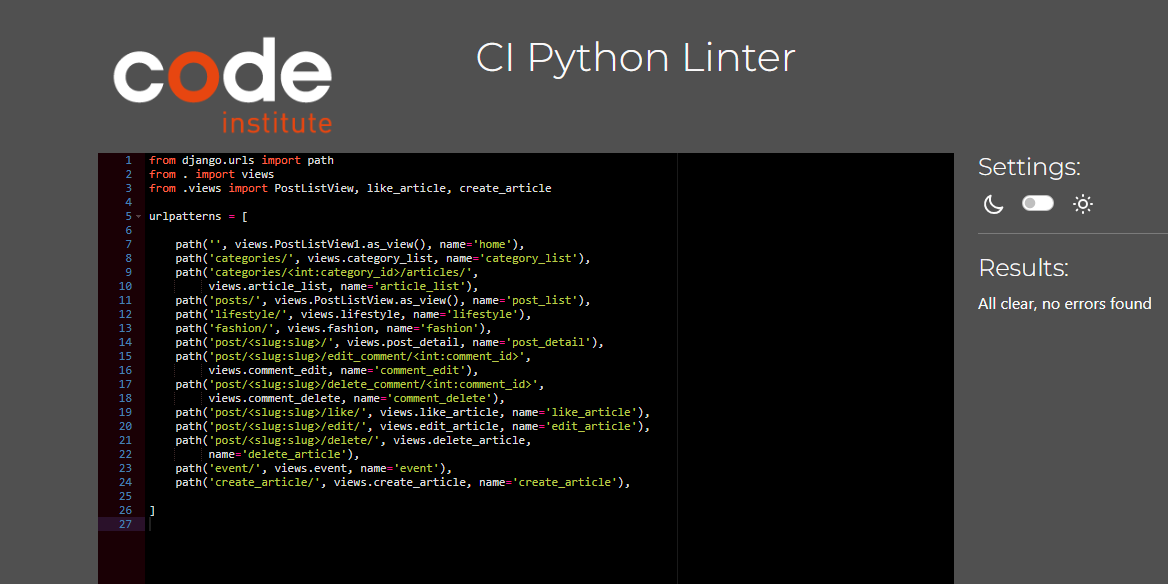 code
institute
CI Python Linter
1 from django.urls import path
2 from . import views
3 from .views import PostListView, like_article, create_article
4
5 urlpatterns = [
6
7     path('', views.PostListView1.as_view(), name='home'),
8     path('categories/', views.category_list, name='category_list'),
9     path('categories/<int:category_id>/articles/',
10         views.article_list, name='article_list'),
11     path('posts/', views.PostListView.as_view(), name='post_list'),
12     path('lifestyle/', views.lifestyle, name='lifestyle'),
13     path('fashion/', views.fashion, name='fashion'),
14     path('post/<slug:slug>/', views.post_detail, name='post_detail'),
15     path('post/<slug:slug>/edit_comment/<int:comment_id>',
16         views.comment_edit, name='comment_edit'),
17     path('post/<slug:slug>/delete_comment/<int:comment_id>',
18         views.comment_delete, name='comment_delete'),
19     path('post/<slug:slug>/like/', views.like_article, name='like_article'),
20     path('post/<slug:slug>/edit/', views.edit_article, name='edit_article'),
21     path('post/<slug:slug>/delete/', views.delete_article,
22         name='delete_article'),
23     path('event/', views.event, name='event'),
24     path('create_article/', views.create_article, name='create_article'),
25
26 ]
27
Settings:
Results:
All clear, no errors found